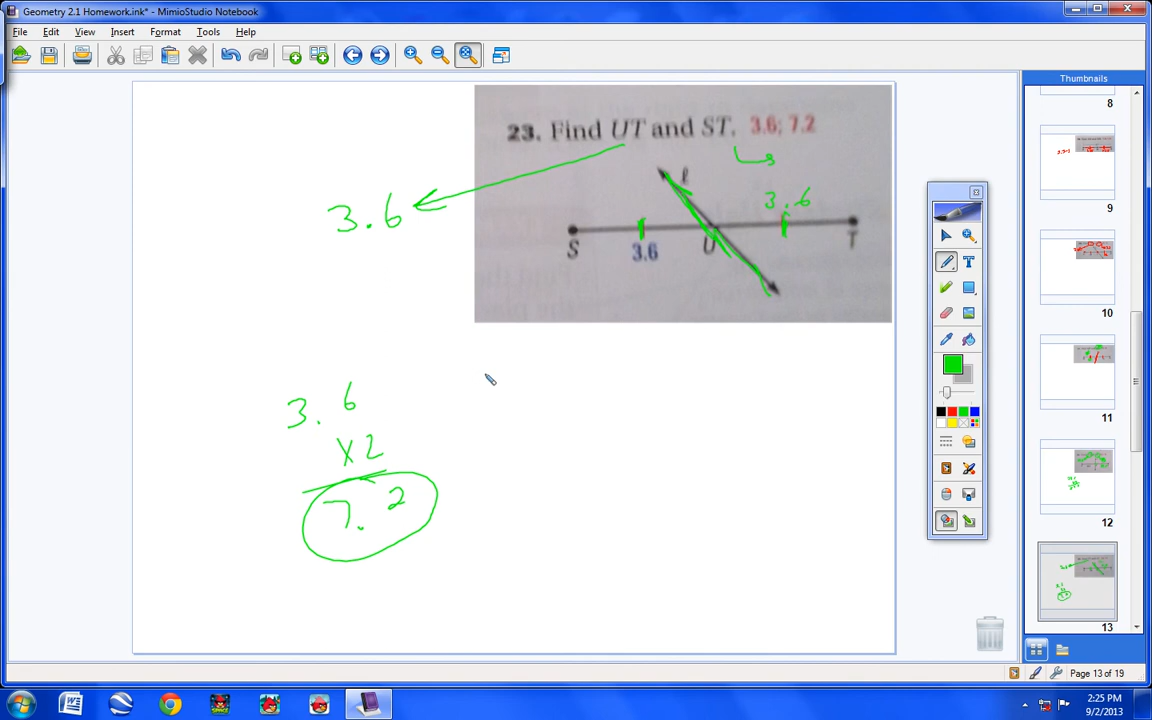 Geometry 2.1 Homework.ink* - MimioStudio Notebook
File Edit View Insert Format Tools Help
Thumbnails
23. Find UT and ST. 3.6; 7.2
3.6
ℓ
3.6
S
3.6
U
T
3.6
x2
7.2
T
8
9
10
11
12
13
Page 13 of 19
W
2:25 PM
9/2/2013